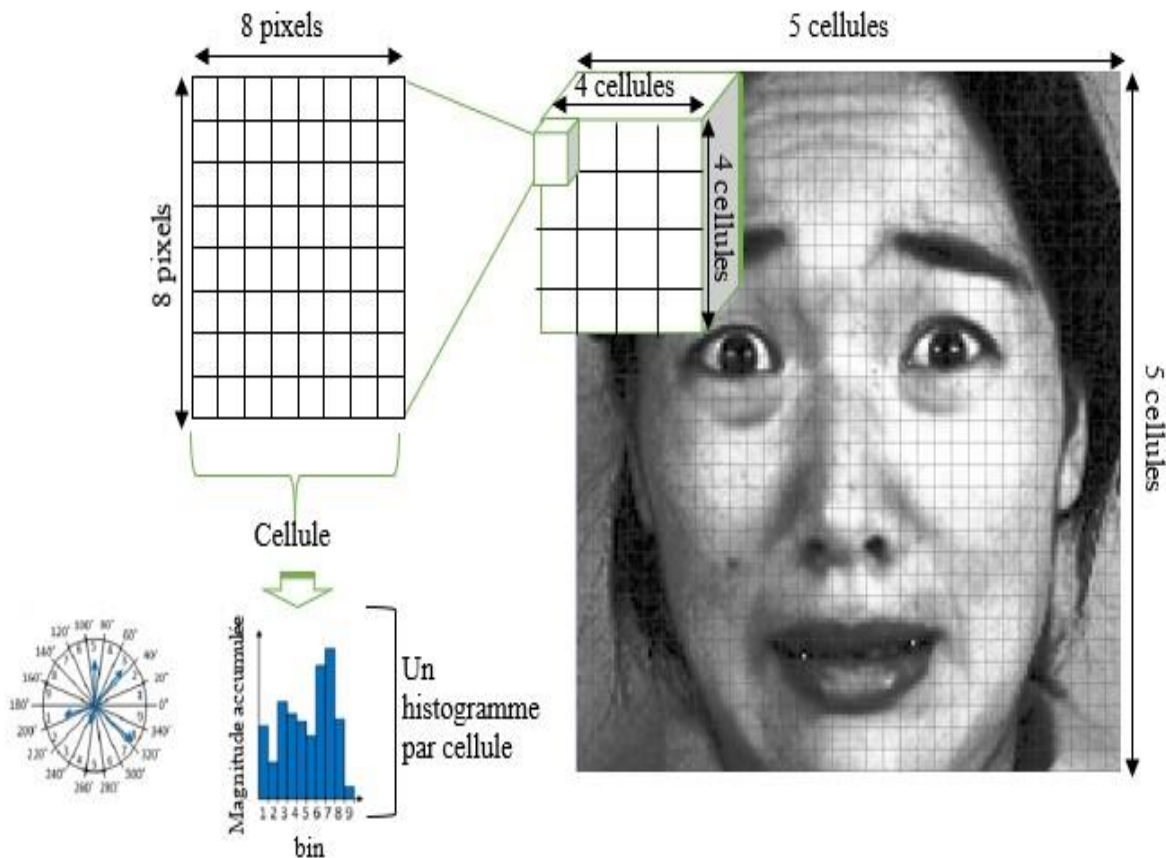 8 pixels
5 cellules
4 cellules
4 cellules
8 pixels
5 cellules
Cellule
100° 80°
120° 60°
140° 40°
160° 20°
180° 0°
200° 340°
220° 320°
240° 300°
260° 280°
Magnitude accumulée
1 2 3 4 5 6 7 8 9
bin
Un
histogramme
par cellule